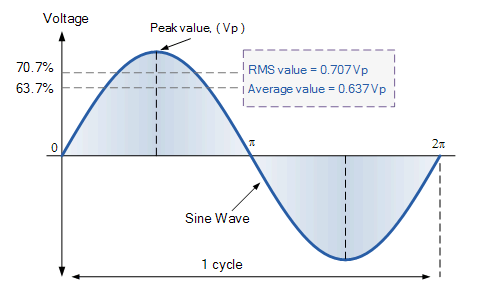 Voltage
Peak value, (Vp)
70.7%
63.7%
RMS value = 0.707Vp
Average value = 0.637Vp
0
π
2π
Sine Wave
1 cycle